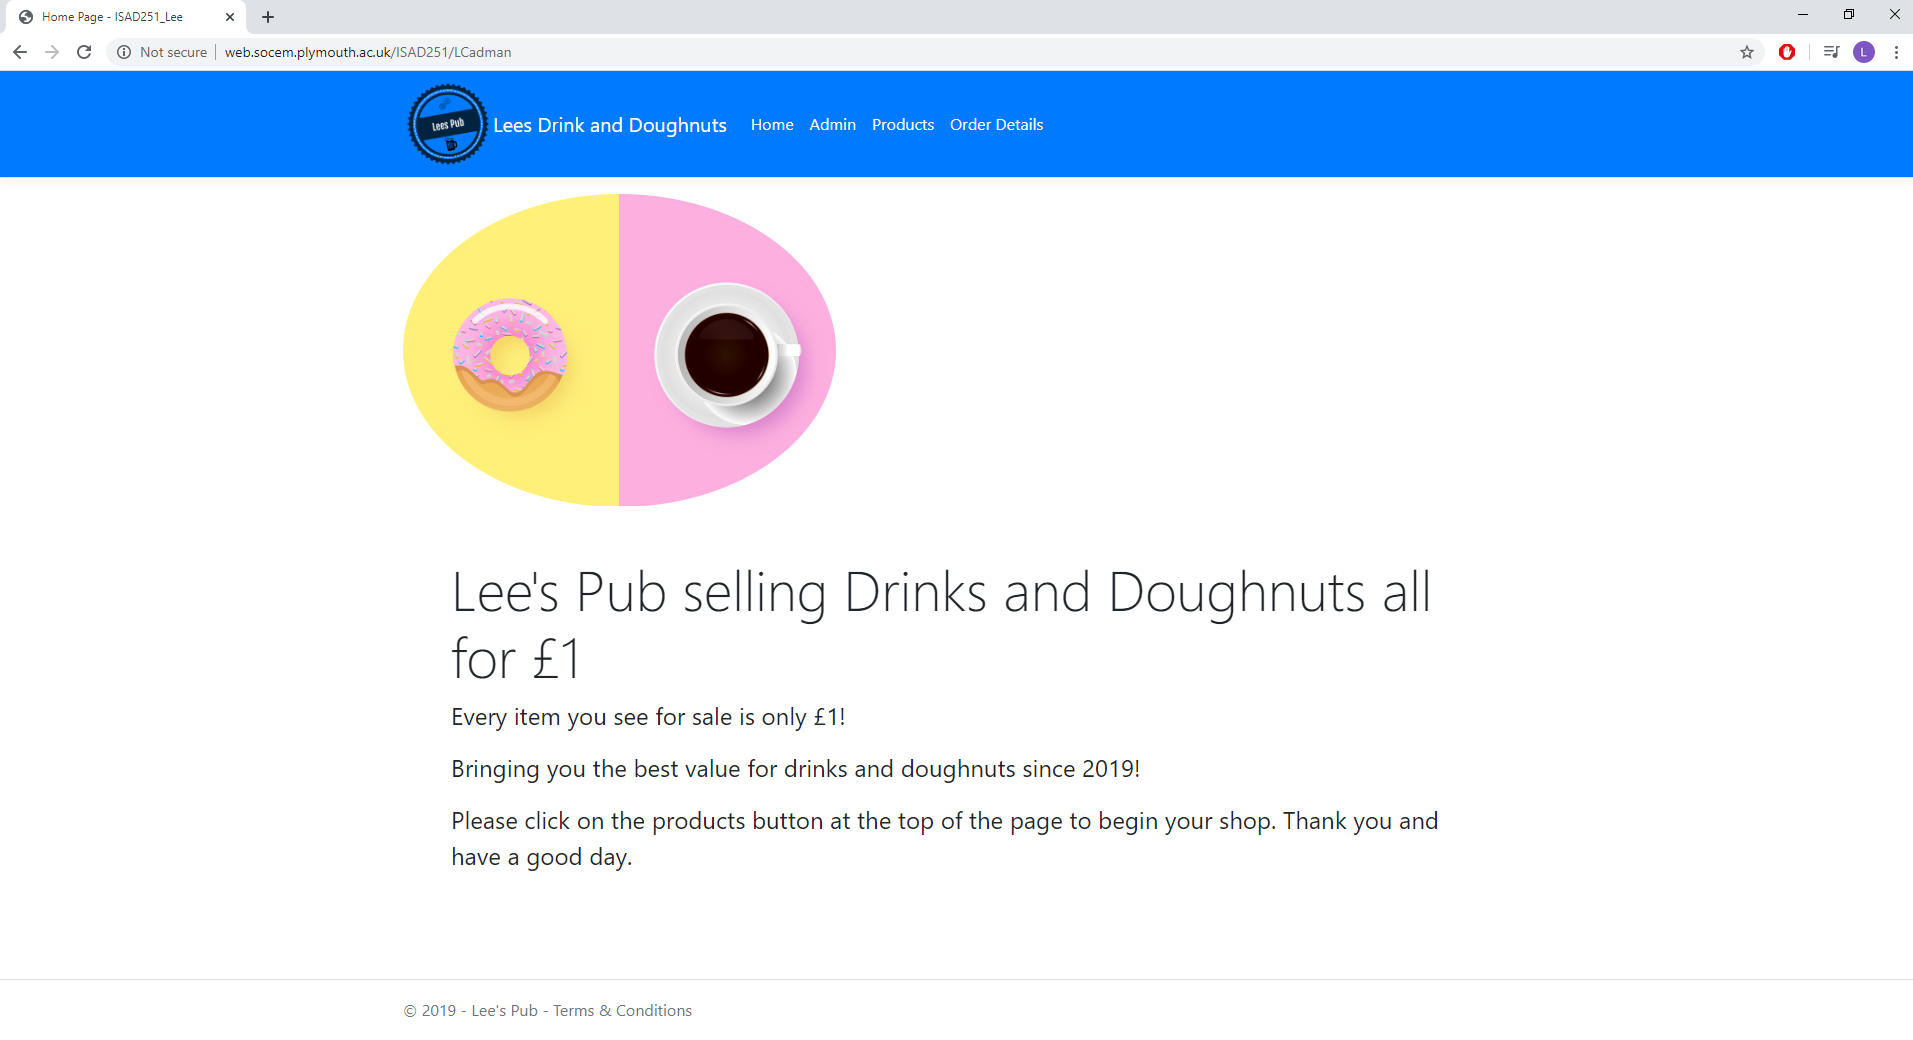 Home Page - ISAD251_Lee
Not secure | web.socem.plymouth.ac.uk/ISAD251/LCadman
L
Lees Pub
Lees Drink and Doughnuts Home Admin Products Order Details
Lee's Pub selling Drinks and Doughnuts all
for £1
Every item you see for sale is only £1!
Bringing you the best value for drinks and doughnuts since 2019!
Please click on the products button at the top of the page to begin your shop. Thank you and
have a good day.
© 2019 - Lee's Pub - Terms & Conditions